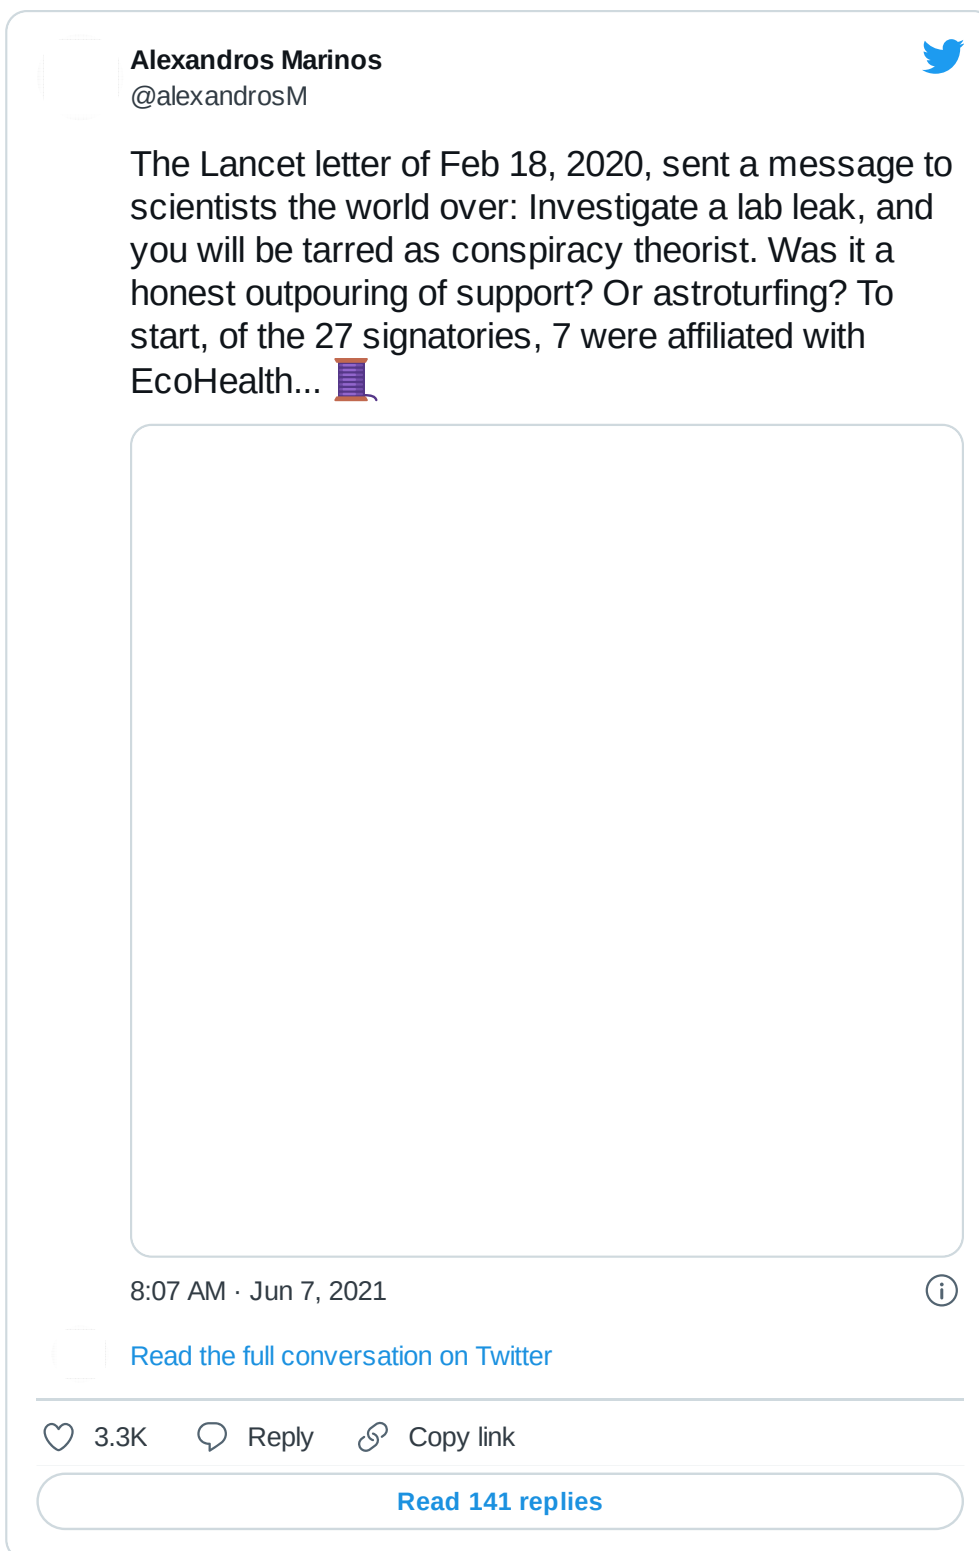 Alexandros Marinos
@alexandrosM
The Lancet letter of Feb 18, 2020, sent a message to
scientists the world over: Investigate a lab leak, and
you will be tarred as conspiracy theorist. Was it a
honest outpouring of support? Or astroturfing? To
start, of the 27 signatories, 7 were affiliated with
EcoHealth... 🧵
8:07 AM · Jun 7, 2021
Read the full conversation on Twitter
3.3K Reply Copy link
Read 141 replies